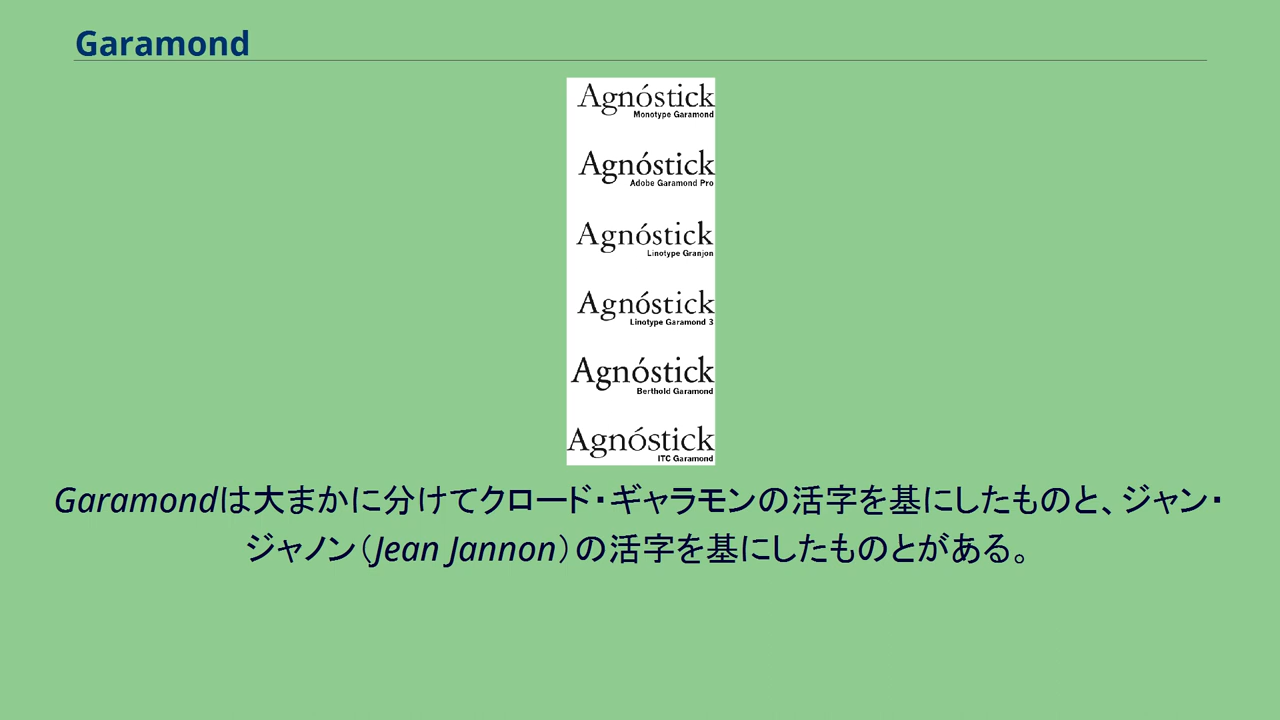 Garamond
Agnóstick
Monotype Garamond
Agnóstick
Adobe Garamond Pro
Agnóstick
Linotype Granjon
Agnóstick
Linotype Garamond 3
Agnóstick
Berthold Garamond
Agnóstick
ITC Garamond
Garamondは大まかに分けてクロード・ギャラモンの活字を基にしたものと、ジャン・
ジャノン（Jean Jannon）の活字を基にしたものとがある。